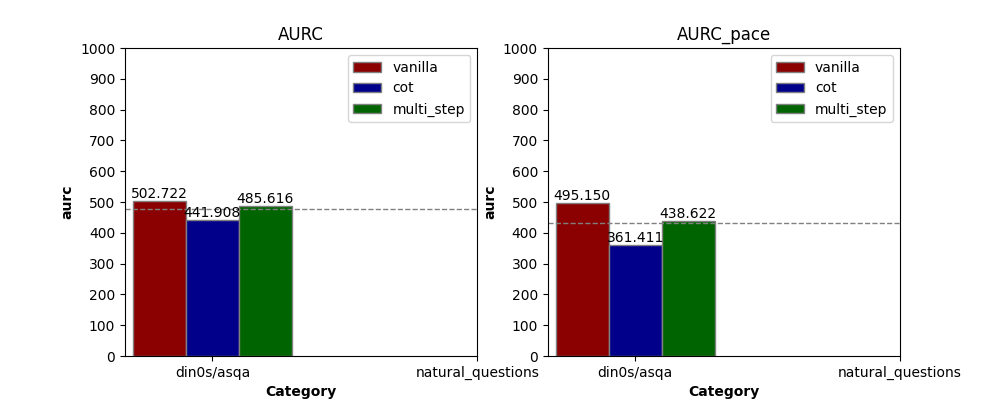 AURC
1000
900
800
700
600
500
400
300
200
100
0
aurc
502.722
441.908
485.616
vanilla
cot
multi_step
din0s/asqa
natural_questions
Category
AURC_pace
1000
900
800
700
600
500
400
300
200
100
0
aurc
495.150
361.411
438.622
vanilla
cot
multi_step
din0s/asqa
natural_questions
Category